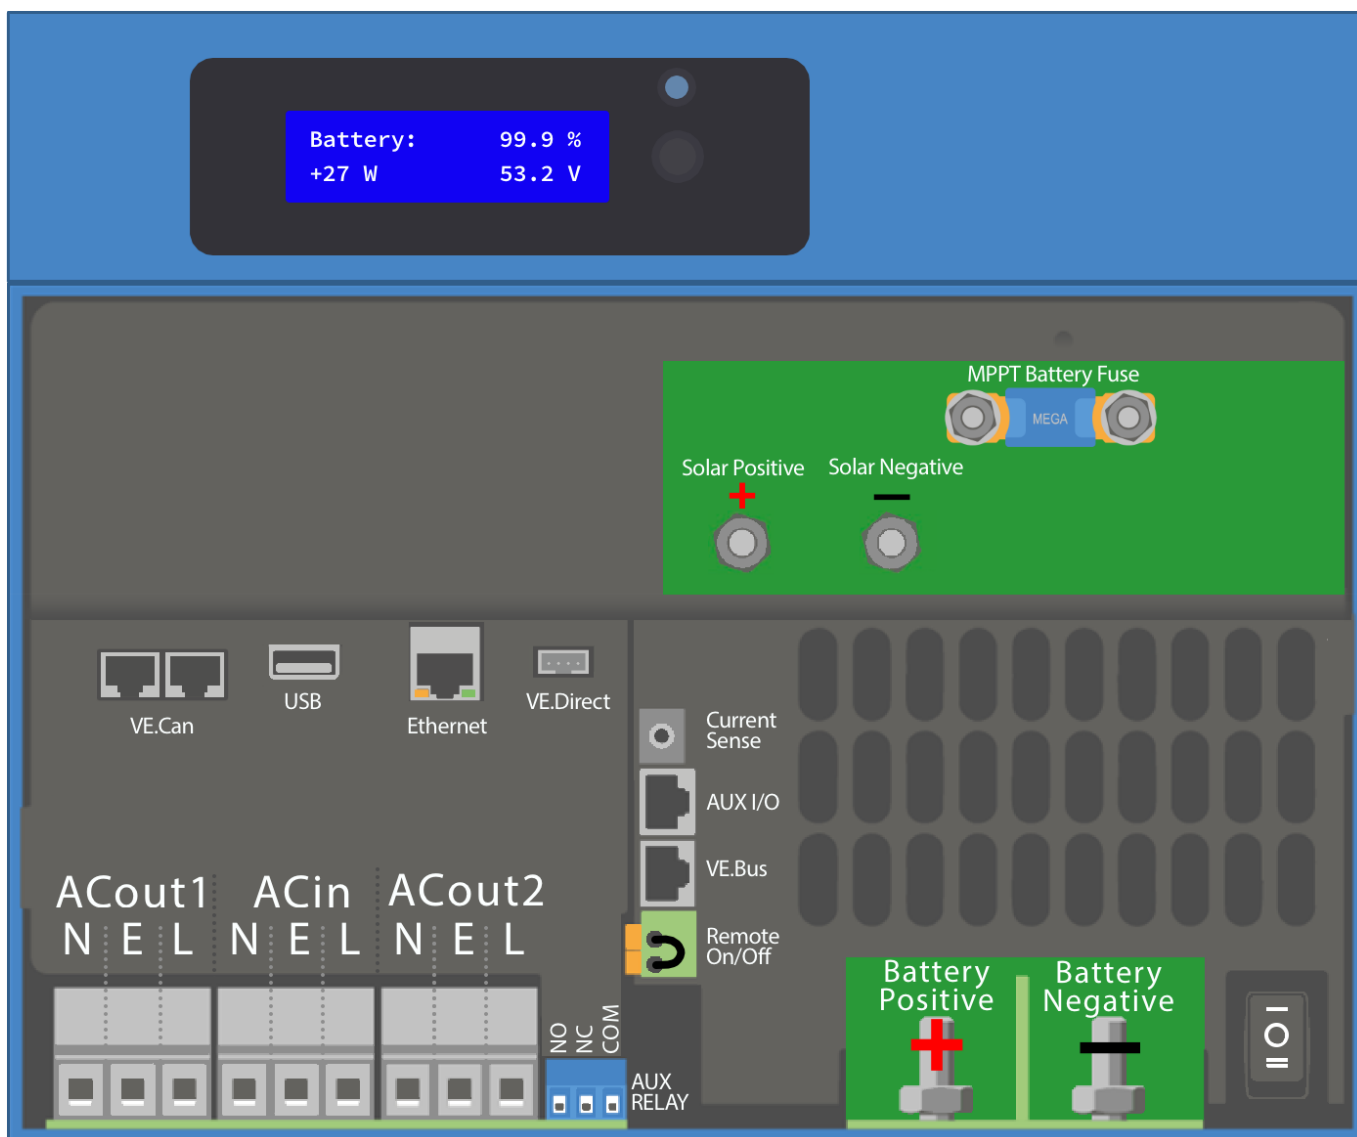 Battery: 99.9 %
+27 W 53.2 V
MPPT Battery Fuse
MEGA
Solar Positive
+
Solar Negative
−
VE.Can
USB
Ethernet
VE.Direct
Current
Sense
AUX I/O
VE.Bus
Remote
On/Off
ACout1
N E L
ACin
N E L
ACout2
N E L
NO
NC
COM
AUX
RELAY
Battery
Positive
+
Battery
Negative
−
I
O
II